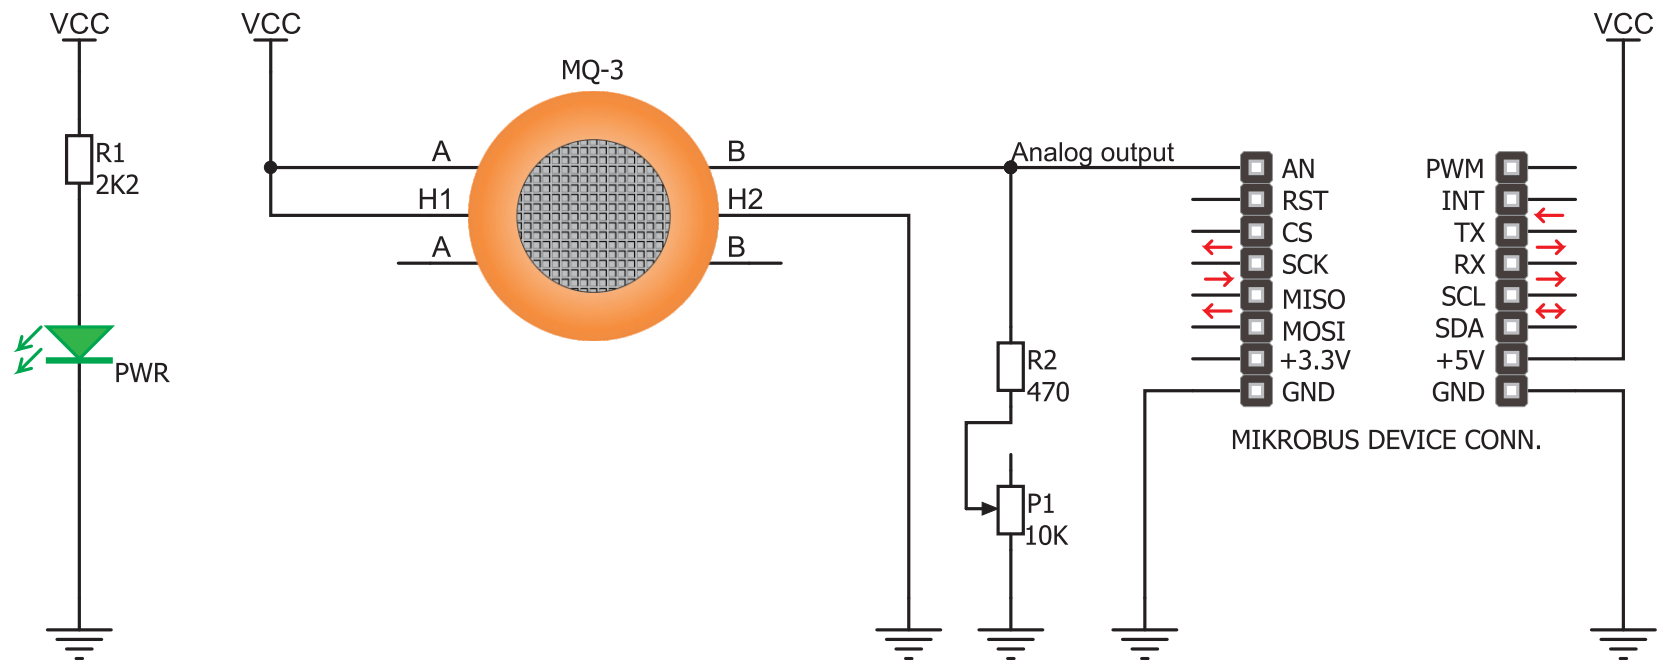 VCC
VCC
VCC
MQ-3
R1
2K2
PWR
A
H1
A
B
H2
B
Analog output
R2
470
P1
10K
AN
RST
CS
SCK
MISO
MOSI
+3.3V
GND
PWM
INT
TX
RX
SCL
SDA
+5V
GND
MIKROBUS DEVICE CONN.